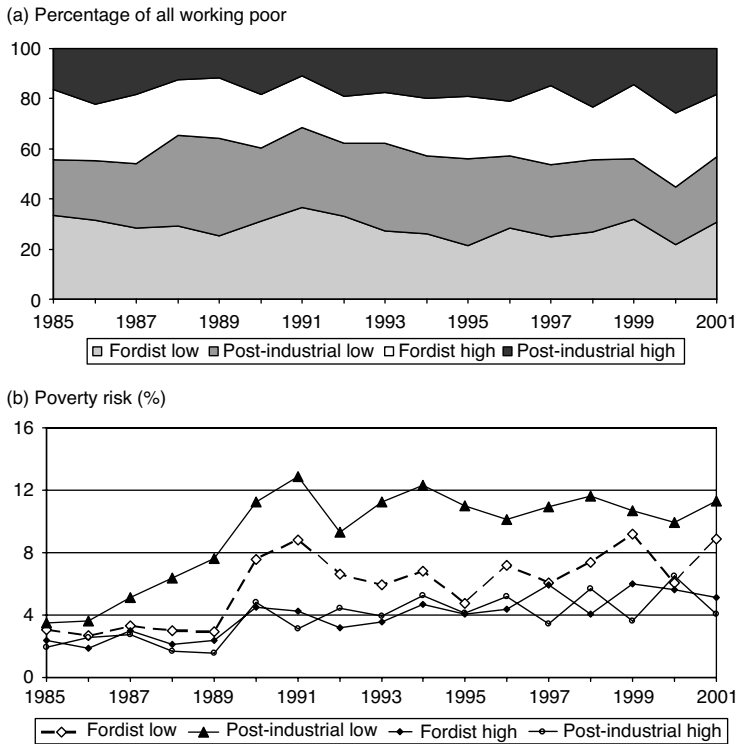 (a) Percentage of all working poor
100
80
60
40
20
0
1985 1987 1989 1991 1993 1995 1997 1999 2001
Fordist low Post-industrial low Fordist high Post-industrial high
(b) Poverty risk (%)
16
12
8
4
0
1985 1987 1989 1991 1993 1995 1997 1999 2001
Fordist low Post-industrial low Fordist high Post-industrial high